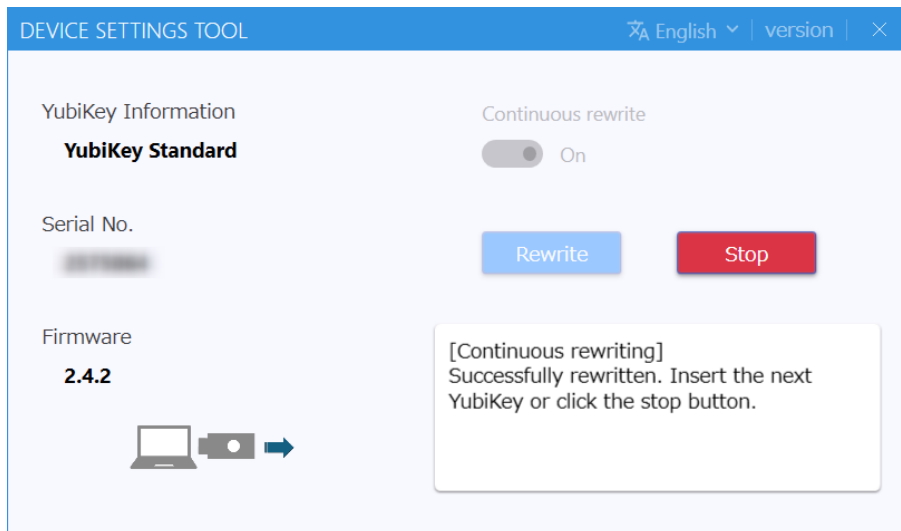 DEVICE SETTINGS TOOL
English
version
YubiKey Information
YubiKey Standard
Continuous rewrite
On
Serial No.
Rewrite
Stop
Firmware
2.4.2
[Continuous rewriting]
Successfully rewritten. Insert the next
YubiKey or click the stop button.